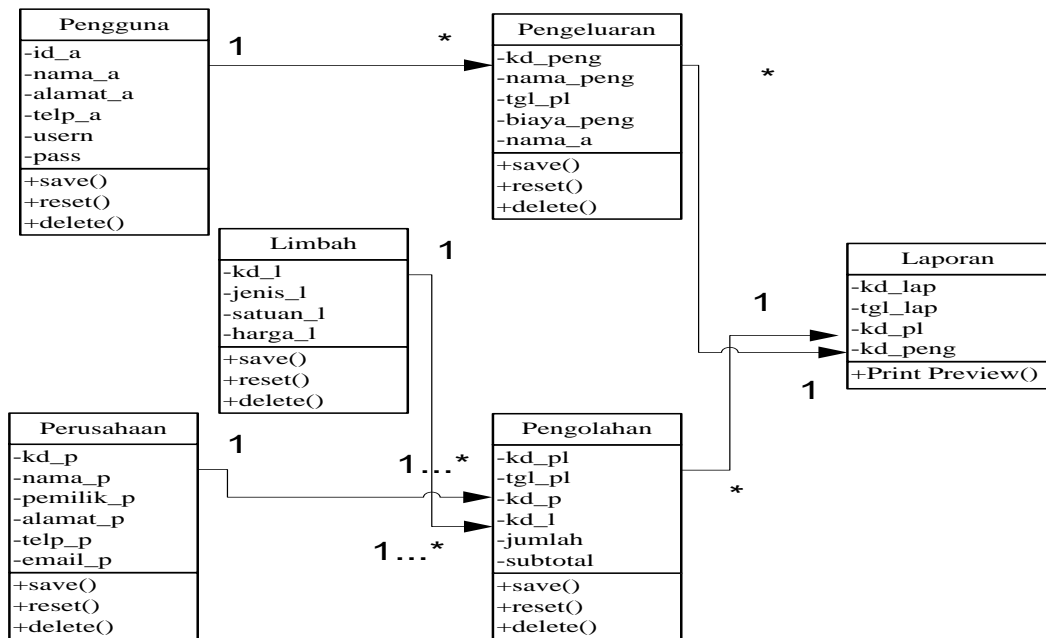 Pengguna
-id_a
-nama_a
-alamat_a
-telp_a
-usern
-pass
+save()
+reset()
+delete()
1
*
Pengeluaran
-kd_peng
-nama_peng
-tgl_pl
-biaya_peng
-nama_a
+save()
+reset()
+delete()
*
Limbah
-kd_l
-jenis_l
-satuan_l
-harga_l
+save()
+reset()
+delete()
1
Laporan
-kd_lap
-tgl_lap
-kd_pl
-kd_peng
+Print Preview()
1
1
Perusahaan
-kd_p
-nama_p
-pemilik_p
-alamat_p
-telp_p
-email_p
+save()
+reset()
+delete()
1
1...*
1...*
Pengolahan
-kd_pl
-tgl_pl
-kd_p
-kd_l
-jumlah
-subtotal
+save()
+reset()
+delete()
*